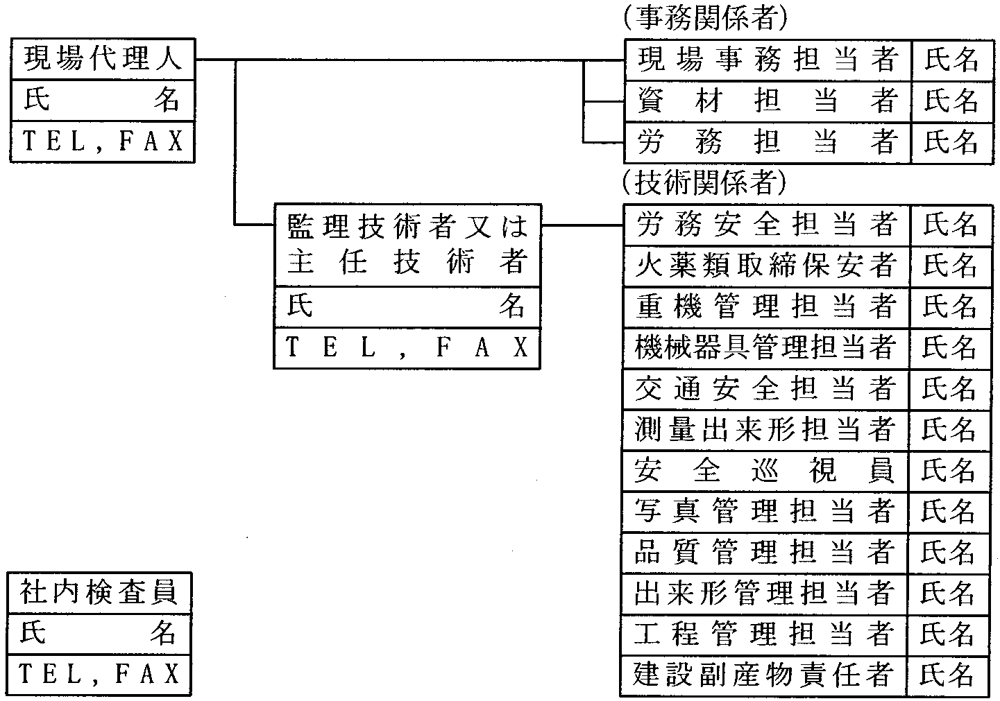 (事務関係者)
現場代理人
氏名
TEL,FAX
現場事務担当者 氏名
資材担当者 氏名
労務担当者 氏名
(技術関係者)
監理技術者又は
主任技術者
氏名
TEL,FAX
労務安全担当者 氏名
火薬類取締保安者 氏名
重機管理担当者 氏名
機械器具管理担当者 氏名
交通安全担当者 氏名
測量出来形担当者 氏名
安全巡視員 氏名
写真管理担当者 氏名
品質管理担当者 氏名
出来形管理担当者 氏名
工程管理担当者 氏名
建設副産物責任者 氏名
社内検査員
氏名
TEL,FAX